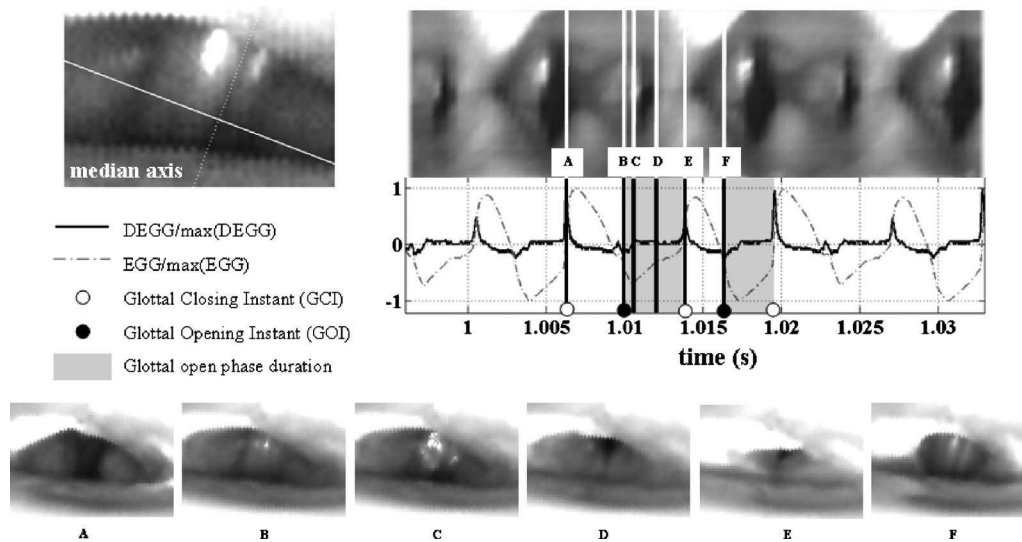 median axis
A B C D E F
DEGG/max(DEGG)
EGG/max(EGG)
Glottal Closing Instant (GCI)
Glottal Opening Instant (GOI)
Glottal open phase duration
1
0
-1
1 1.005 1.01 1.015 1.02 1.025 1.03
time (s)
A B C D E F